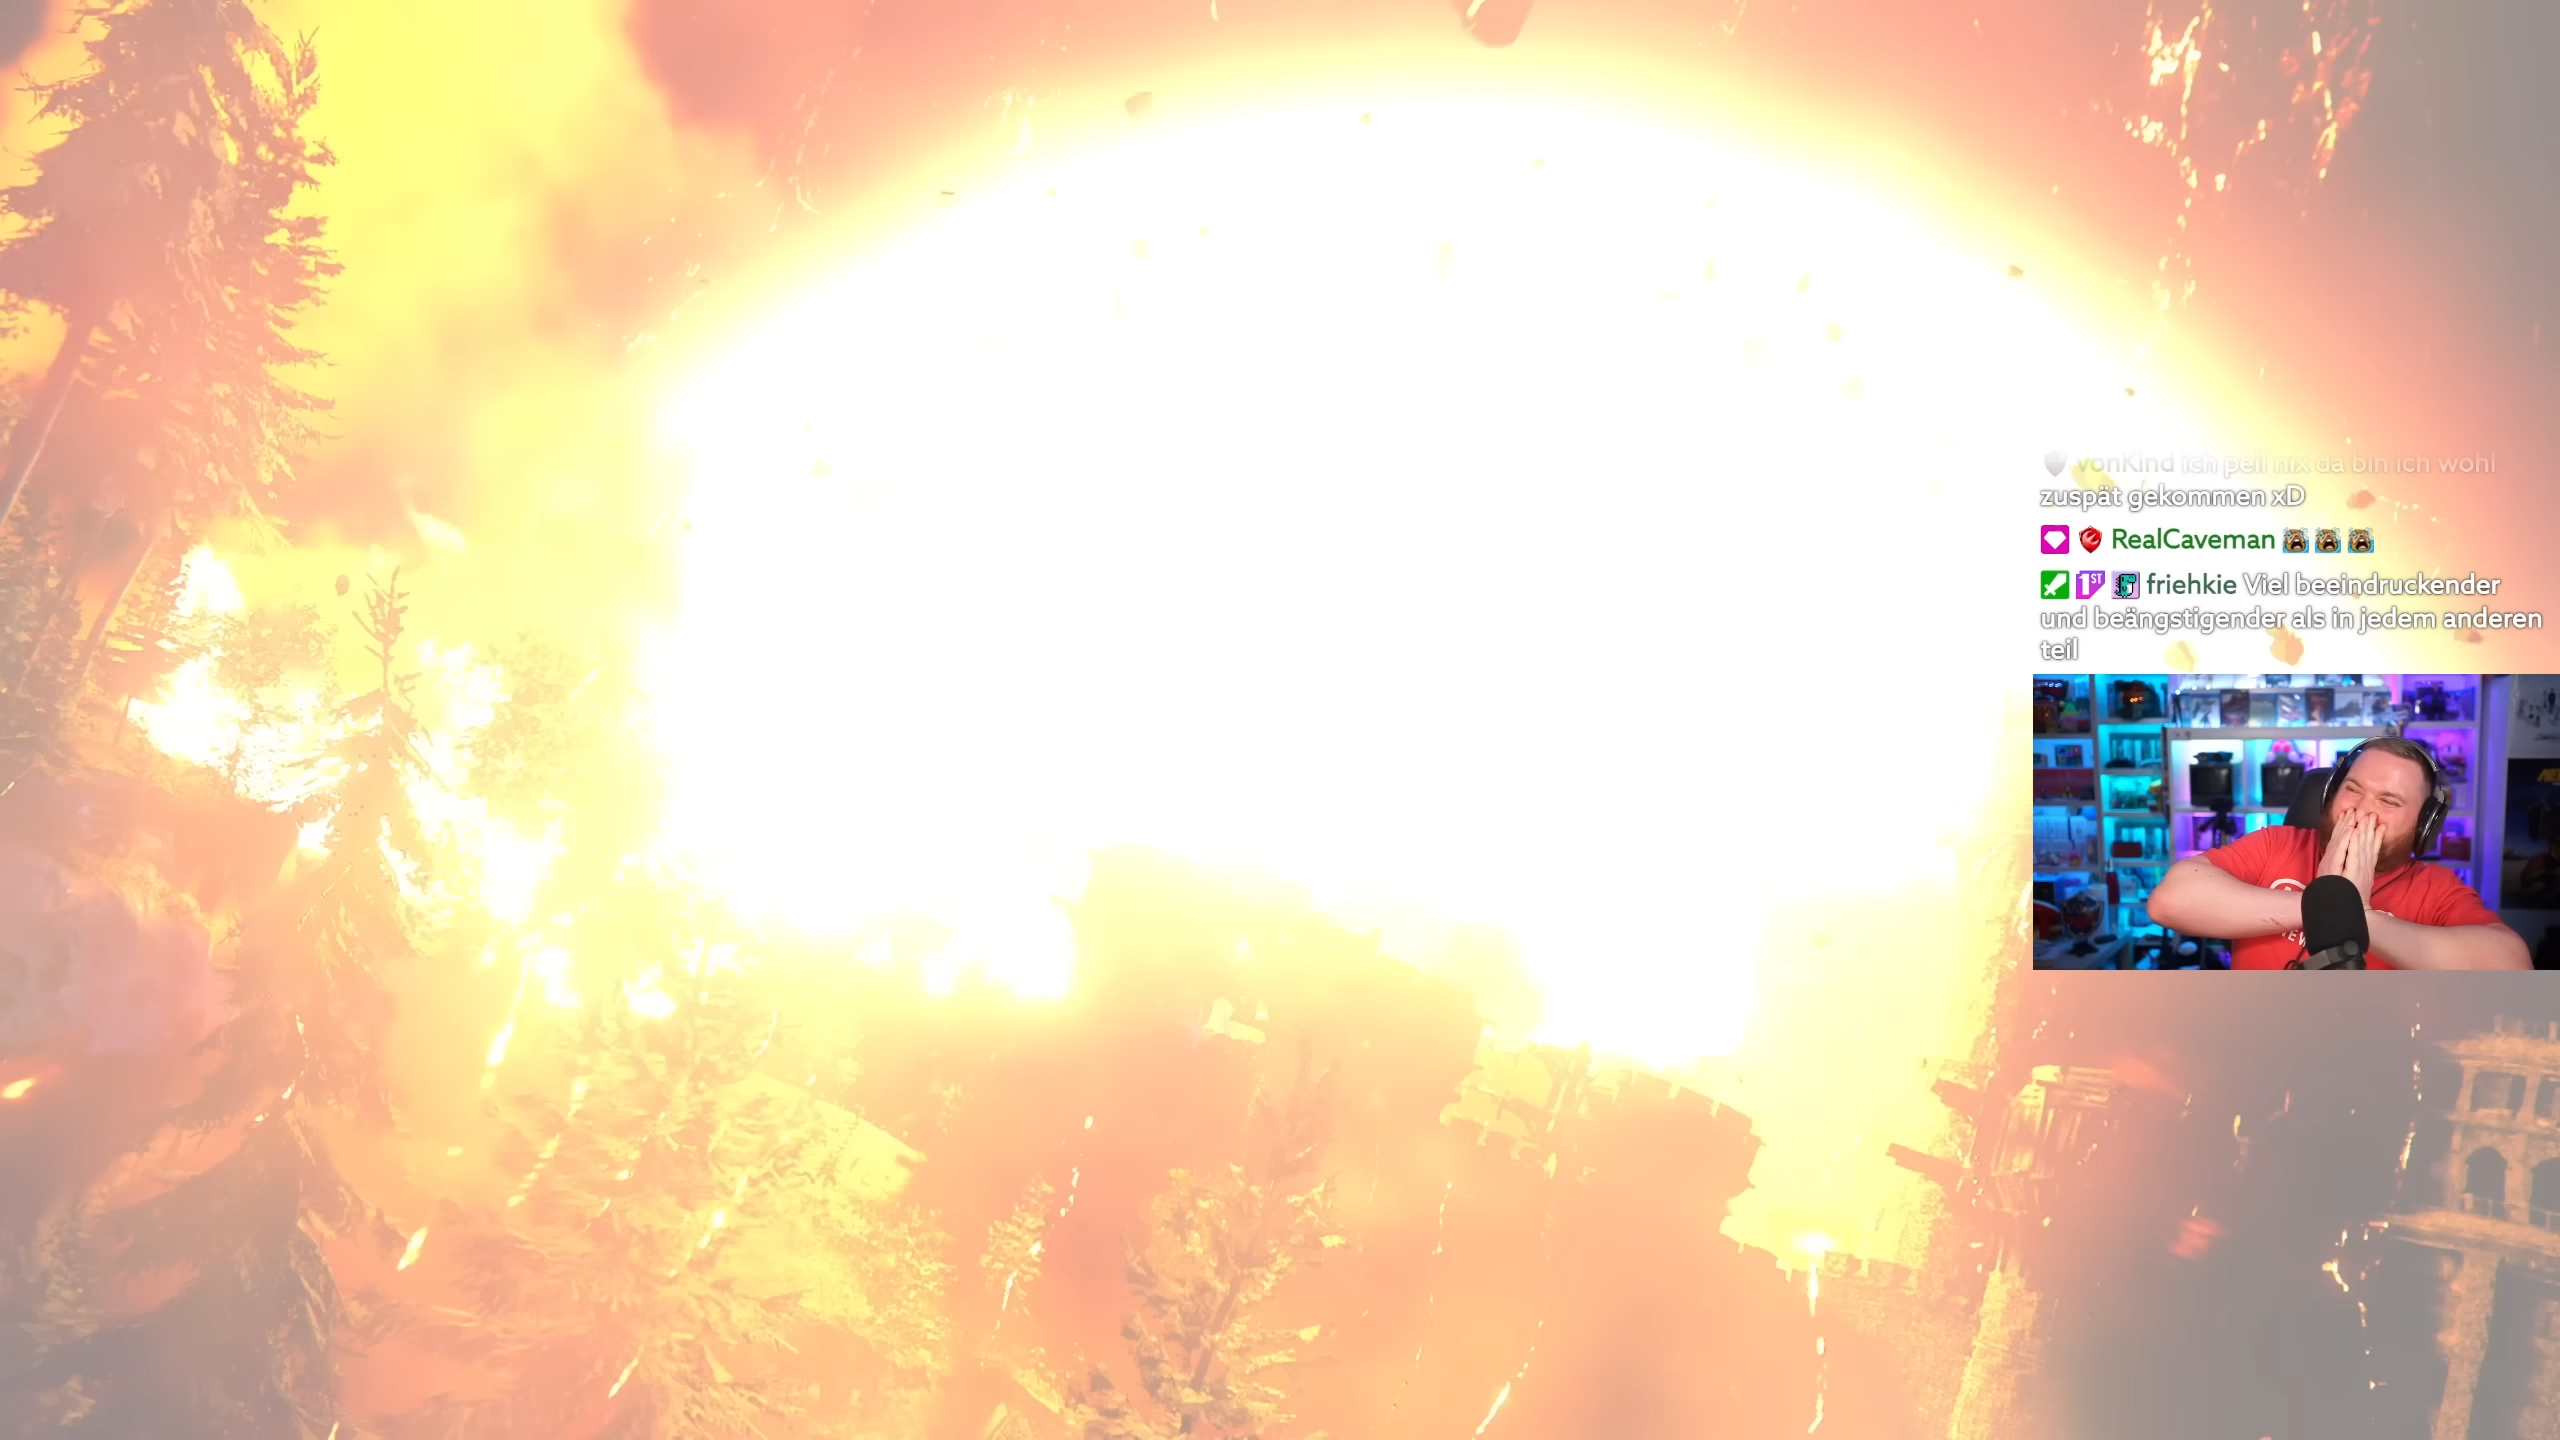 vonKind ich peil nix da bin ich wohl
zuspät gekommen xD
RealCaveman
1ST friehkie Viel beeindruckender
und beängstigender als in jedem anderen
teil